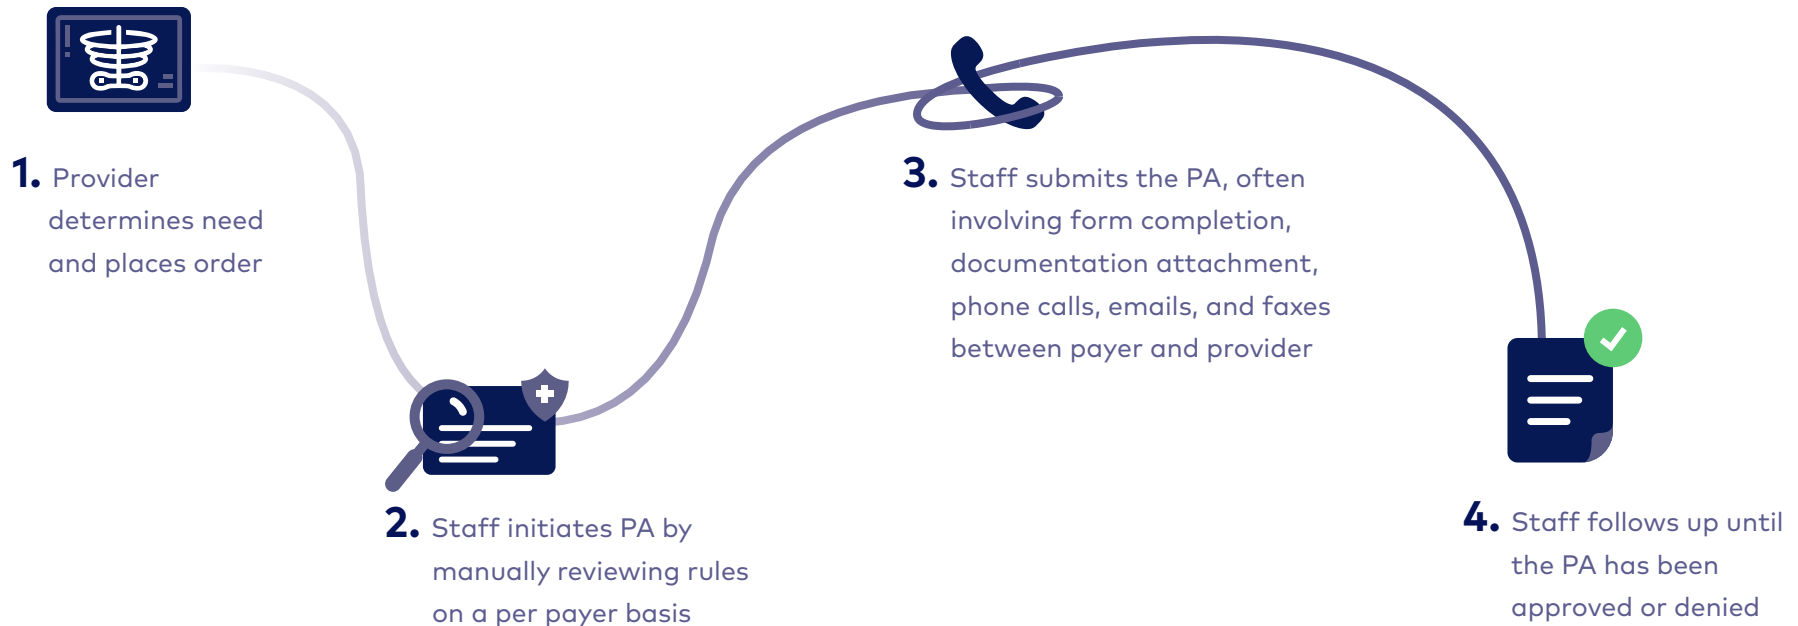 1. Provider
determines need
and places order
2. Staff initiates PA by
manually reviewing rules
on a per payer basis
3. Staff submits the PA, often
involving form completion,
documentation attachment,
phone calls, emails, and faxes
between payer and provider
4. Staff follows up until
the PA has been
approved or denied